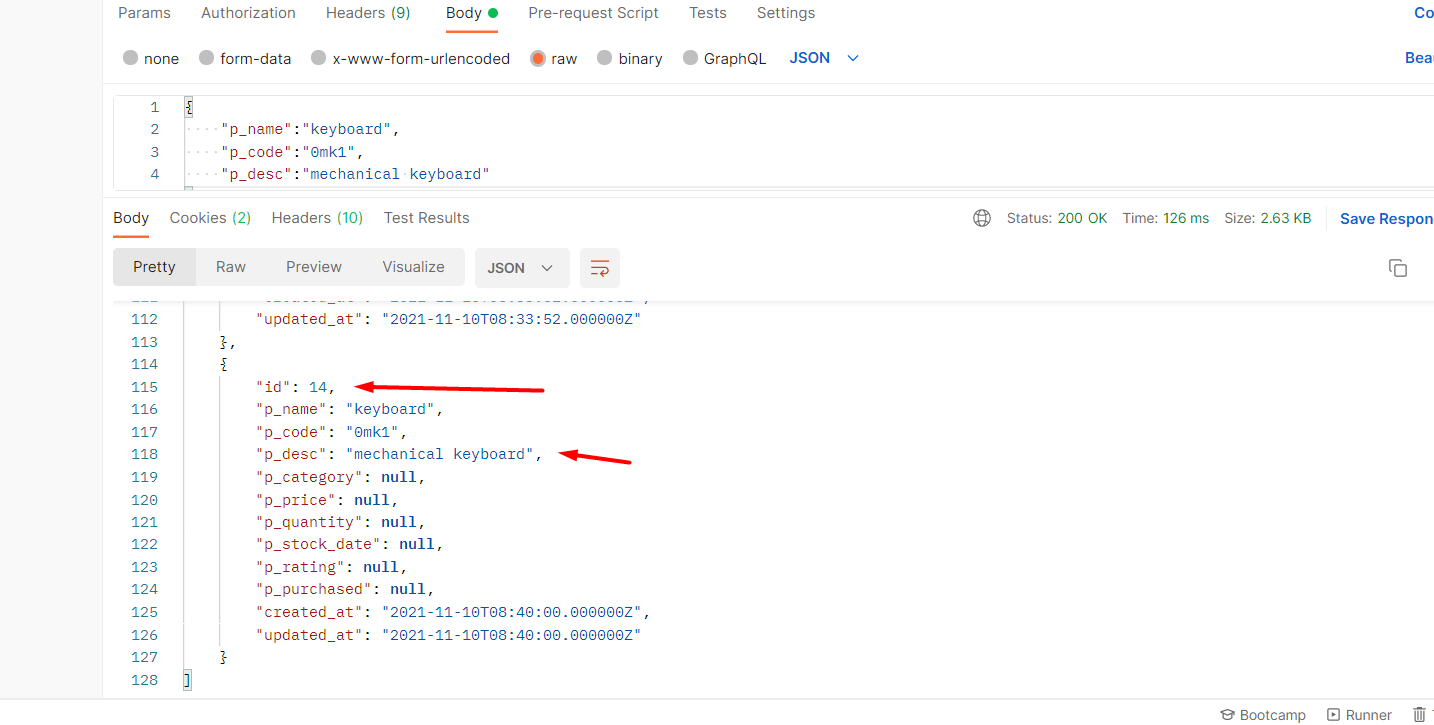 Params Authorization Headers (9) Body Pre-request Script Tests Settings Co
none form-data x-www-form-urlencoded raw binary GraphQL JSON Beau
1 {
2 "p_name":"keyboard",
3 "p_code":"0mk1",
4 "p_desc":"mechanical keyboard"
Body Cookies (2) Headers (10) Test Results Status: 200 OK Time: 126 ms Size: 2.63 KB Save Respon
Pretty Raw Preview Visualize JSON
112 "updated_at": "2021-11-10T08:33:52.000000Z"
113 },
114 {
115 "id": 14,
116 "p_name": "keyboard",
117 "p_code": "0mk1",
118 "p_desc": "mechanical keyboard",
119 "p_category": null,
120 "p_price": null,
121 "p_quantity": null,
122 "p_stock_date": null,
123 "p_rating": null,
124 "p_purchased": null,
125 "created_at": "2021-11-10T08:40:00.000000Z",
126 "updated_at": "2021-11-10T08:40:00.000000Z"
127 }
128 ]
Bootcamp Runner